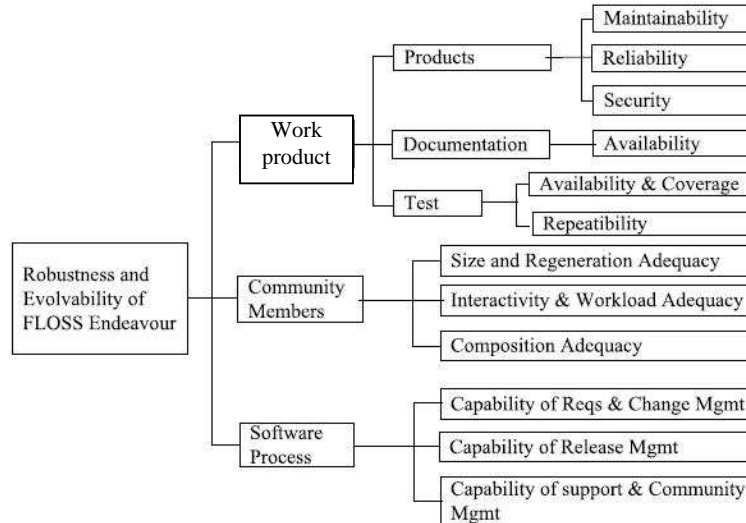 Maintainability
Products
Reliability
Security
Work
product
Documentation
Availability
Test
Availability & Coverage
Repeatibility
Robustness and
Evolvability of
FLOSS Endeavour
Community
Members
Size and Regeneration Adequacy
Interactivity & Workload Adequacy
Composition Adequacy
Software
Process
Capability of Reqs & Change Mgmt
Capability of Release Mgmt
Capability of support & Community
Mgmt